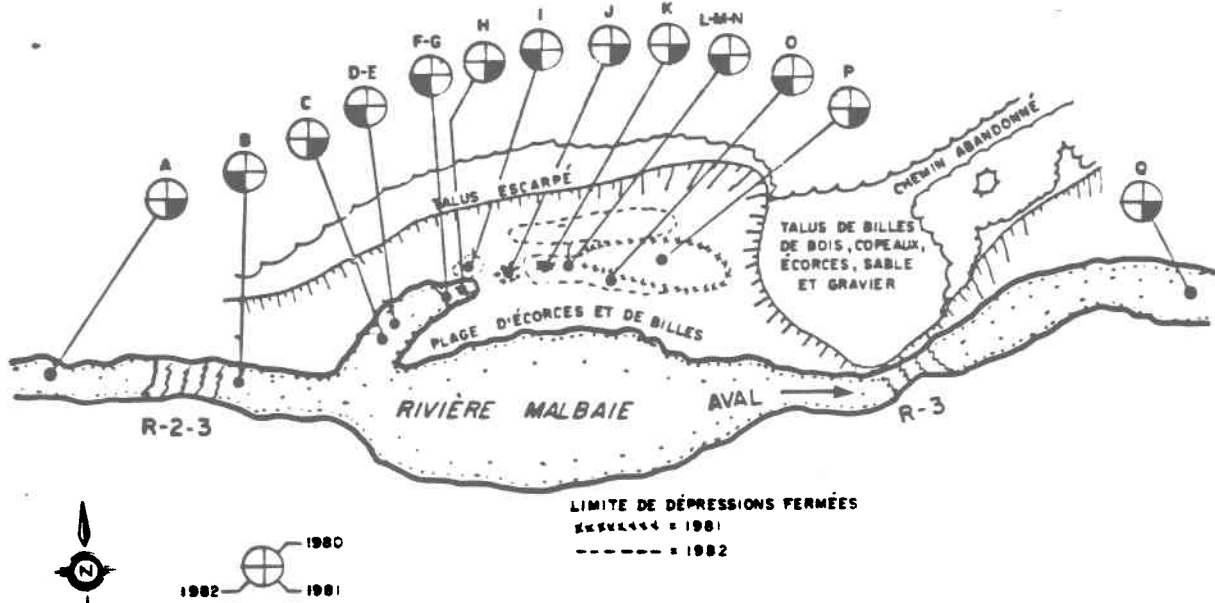 A
B
C
D-E
F-G
H
I
J
K
L-M-N
O
P
Q
TALUS ESCARPÉ
CHEMIN ABANDONNÉ
TALUS DE BILLES
DE BOIS, COPEAUX,
ÉCORCES, SABLE
ET GRAVIER
PLAGE D'ÉCORCES ET DE BILLES
RIVIÈRE MALBAIE
AVAL
R-2-3
R-3
LIMITE DE DÉPRESSIONS FERMÉES
= 1981
= 1982
N
1980
1982
1981